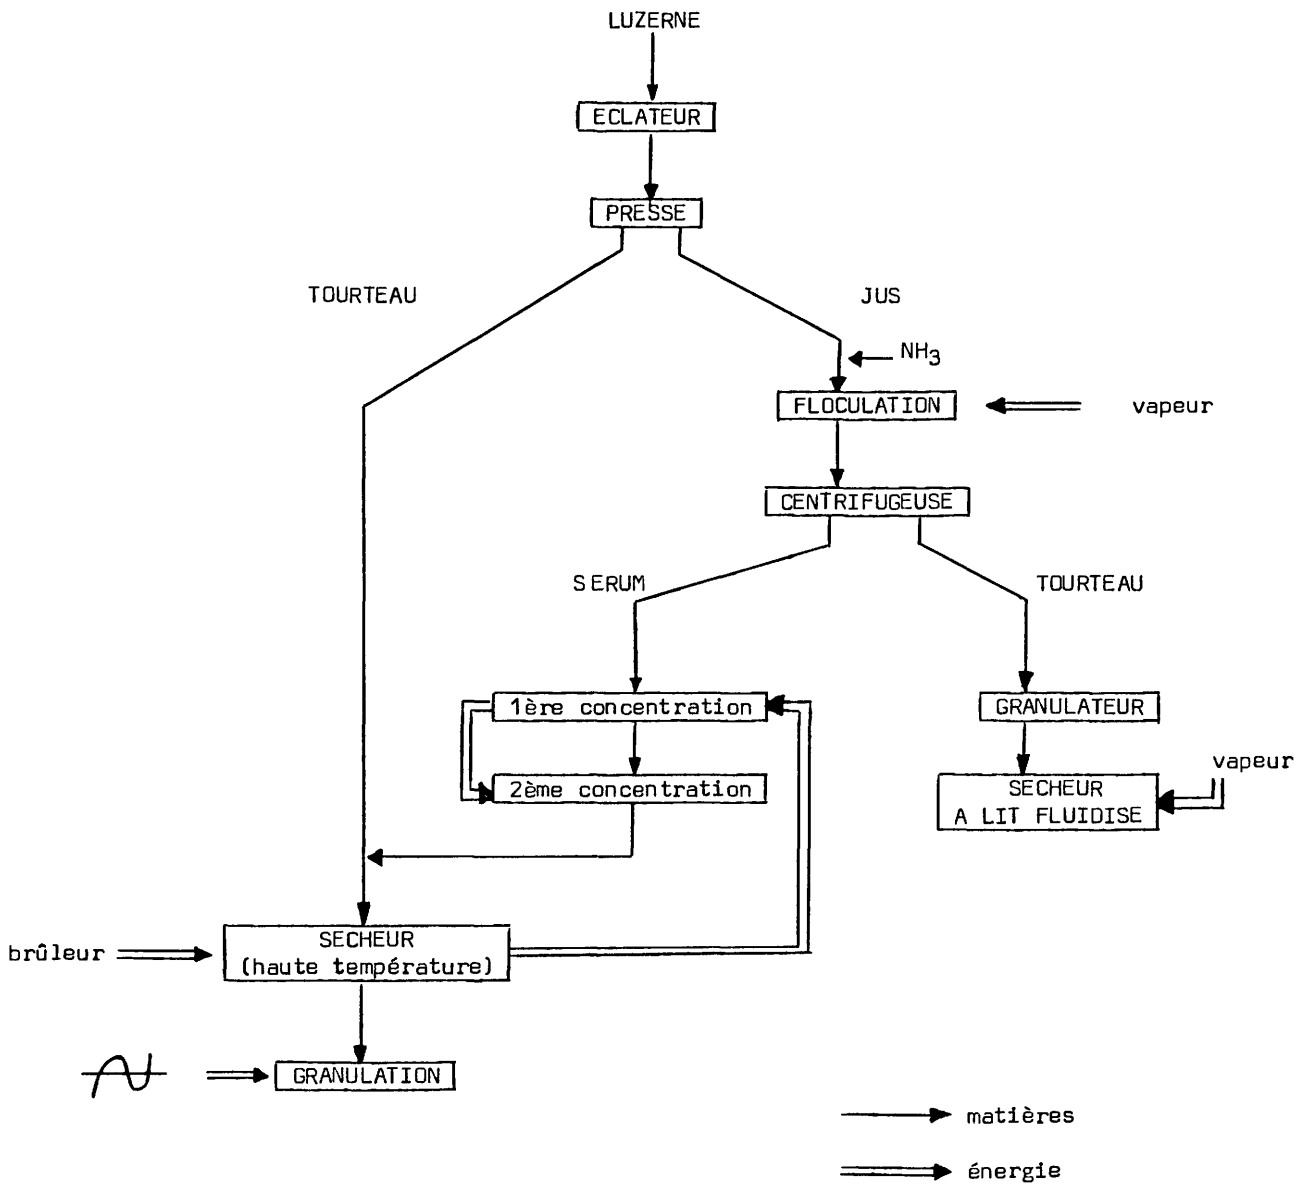 LUZERNE
ECLATEUR
PRESSE
TOURTEAU
JUS
NH3
FLOCULATION
vapeur
CENTRIFUGEUSE
SERUM
TOURTEAU
1ère concentration
GRANULATEUR
vapeur
2ème concentration
SECHEUR
A LIT FLUIDISE
brûleur
SECHEUR
(haute température)
GRANULATION
matières
énergie